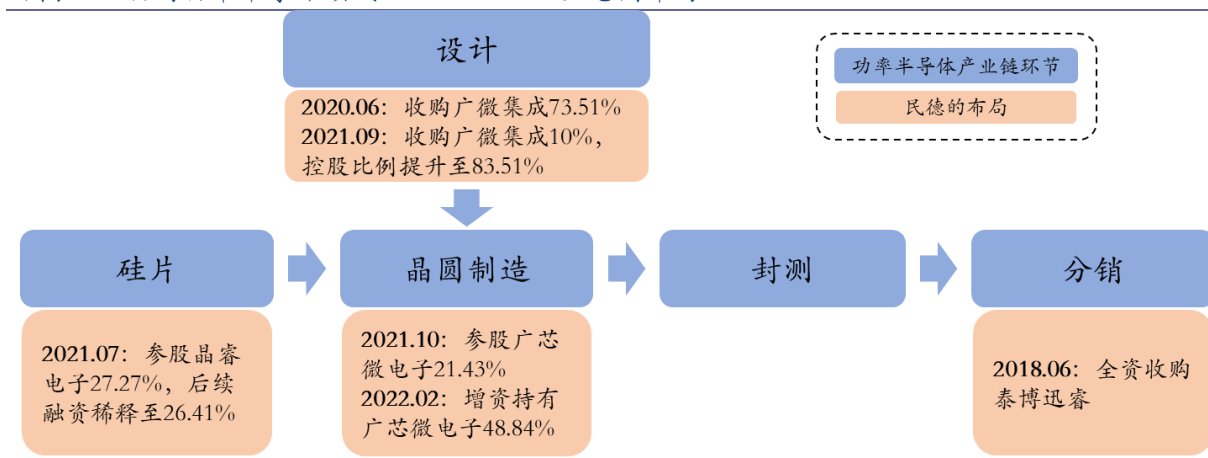 设计
2020.06：收购广微集成73.51%
2021.09：收购广微集成10%，
控股比例提升至83.51%
功率半导体产业链环节
民德的布局
硅片
晶圆制造
封测
分销
2021.07：参股晶睿
电子27.27%，后续
融资稀释至26.41%
2021.10：参股广芯
微电子21.43%
2022.02：增资持有
广芯微电子48.84%
2018.06：全资收购
泰博迅睿